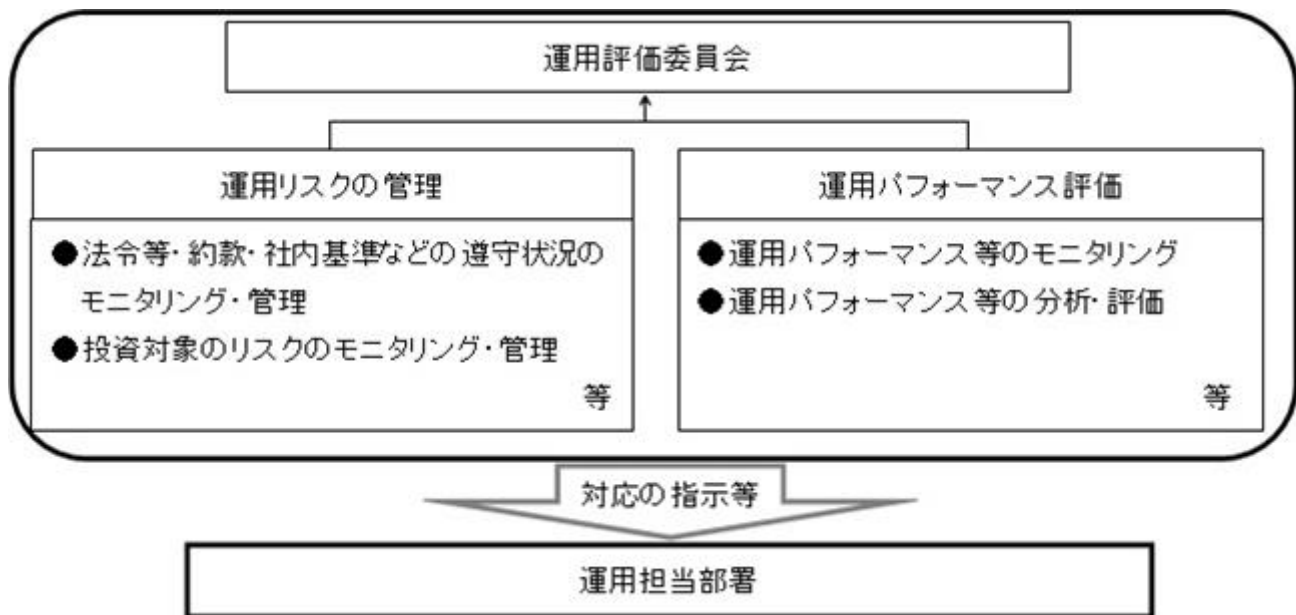 運用評価委員会
運用リスクの管理
●法令等・約款・社内基準などの遵守状況の
モニタリング・管理
●投資対象のリスクのモニタリング・管理
等
運用パフォーマンス評価
●運用パフォーマンス等のモニタリング
●運用パフォーマンス等の分析・評価
等
対応の指示等
運用担当部署